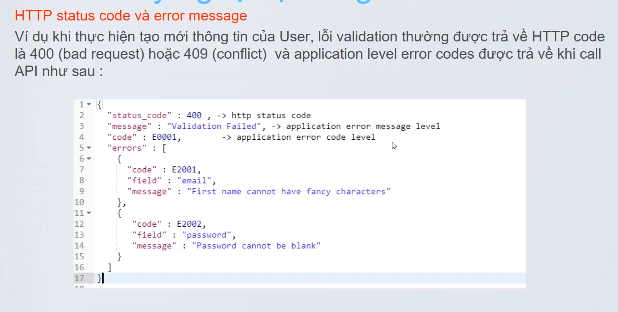 HTTP status code và error message
Ví dụ khi thực hiện tạo mới thông tin của User, lỗi validation thường được trả về HTTP code
là 400 (bad request) hoặc 409 (conflict)  và application level error codes được trả về khi call
API như sau :
1 {
2 "status_code" : 400 , -> http status code
3 "message" : "Validation Failed", -> application error message level
4 "code" : E0001,        -> application error code level
5 "errors" : [
6 {
7 "code" : E2001,
8 "field" : "email",
9 "message" : "First name cannot have fancy characters"
10 },
11 {
12 "code" : E2002,
13 "field" : "password",
14 "message" : "Password cannot be blank"
15 }
16 ]
17 }